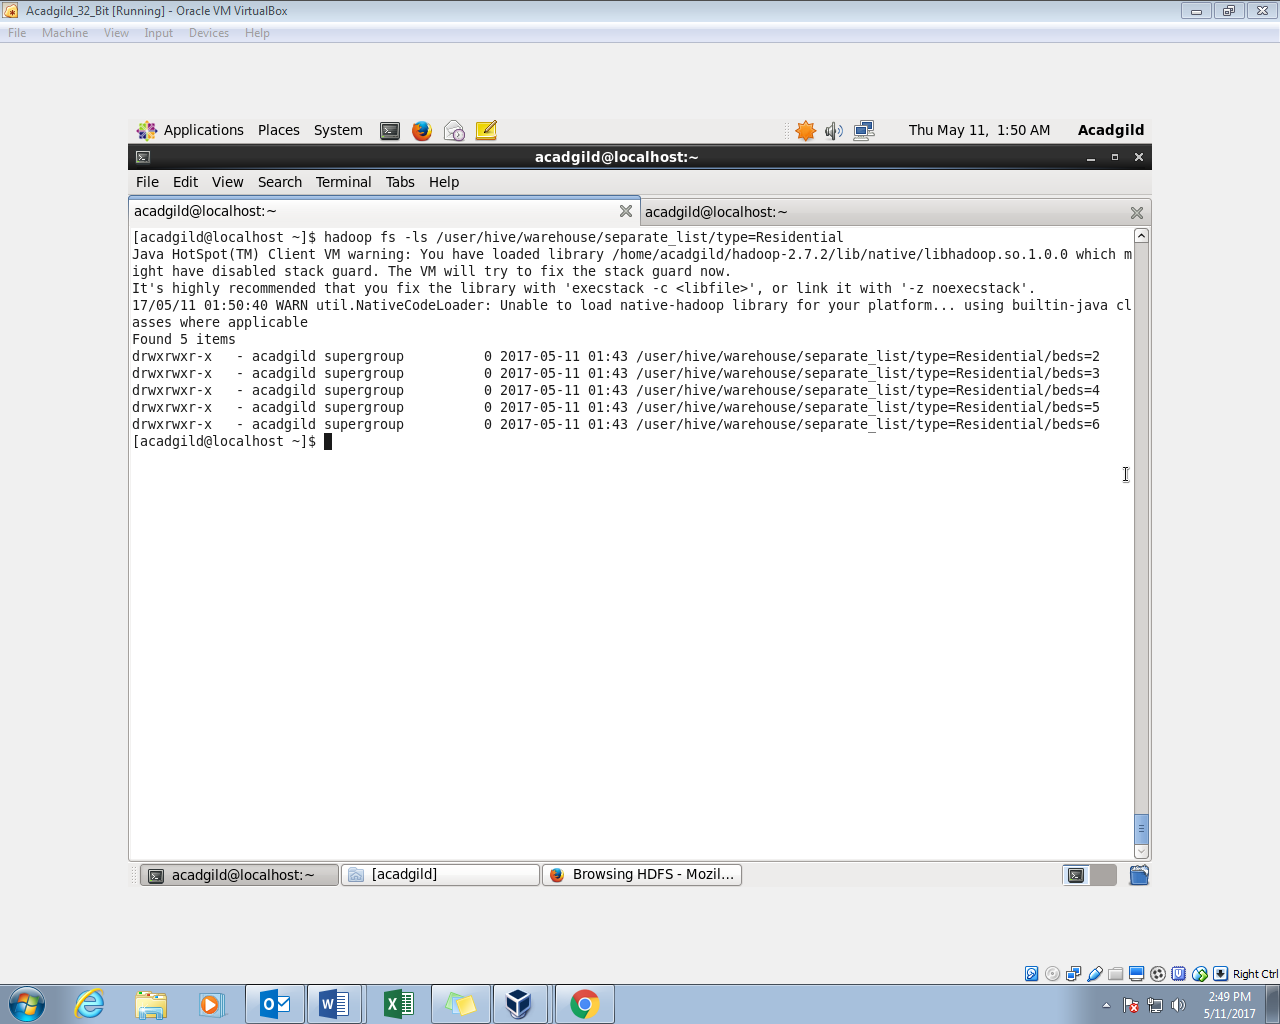 Acadgild_32_Bit [Running] - Oracle VM VirtualBox
File Machine View Input Devices Help
Applications Places System Thu May 11, 1:50 AM Acadgild
acadgild@localhost:~
File Edit View Search Terminal Tabs Help
acadgild@localhost:~ acadgild@localhost:~
[acadgild@localhost ~]$ hadoop fs -ls /user/hive/warehouse/separate_list/type=Residential
Java HotSpot(TM) Client VM warning: You have loaded library /home/acadgild/hadoop-2.7.2/lib/native/libhadoop.so.1.0.0 which m
ight have disabled stack guard. The VM will try to fix the stack guard now.
It's highly recommended that you fix the library with 'execstack -c <libfile>', or link it with '-z noexecstack'.
17/05/11 01:50:40 WARN util.NativeCodeLoader: Unable to load native-hadoop library for your platform... using builtin-java cl
asses where applicable
Found 5 items
drwxrwxr-x   - acadgild supergroup          0 2017-05-11 01:43 /user/hive/warehouse/separate_list/type=Residential/beds=2
drwxrwxr-x   - acadgild supergroup          0 2017-05-11 01:43 /user/hive/warehouse/separate_list/type=Residential/beds=3
drwxrwxr-x   - acadgild supergroup          0 2017-05-11 01:43 /user/hive/warehouse/separate_list/type=Residential/beds=4
drwxrwxr-x   - acadgild supergroup          0 2017-05-11 01:43 /user/hive/warehouse/separate_list/type=Residential/beds=5
drwxrwxr-x   - acadgild supergroup          0 2017-05-11 01:43 /user/hive/warehouse/separate_list/type=Residential/beds=6
[acadgild@localhost ~]$
acadgild@localhost:~ [acadgild] Browsing HDFS - Mozil...
Right Ctrl
2:49 PM
5/11/2017